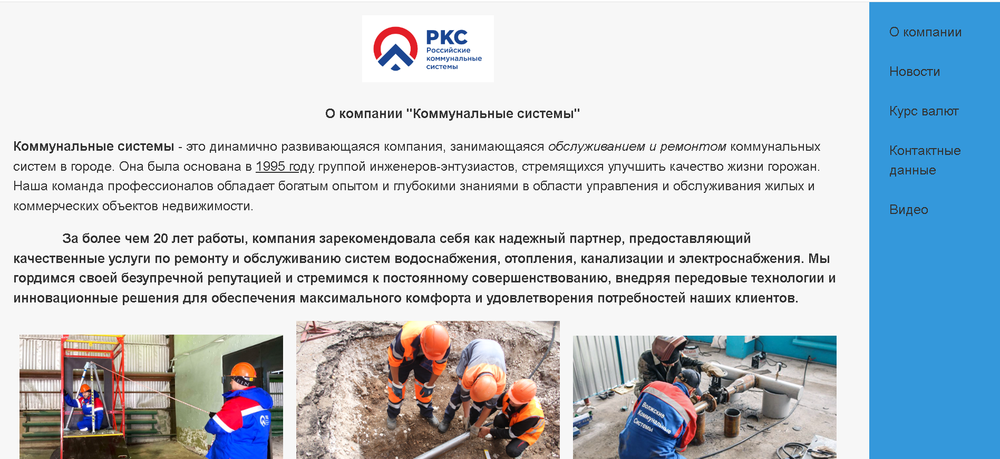 РКС
Российские
коммунальные
системы
О компании "Коммунальные системы"
Коммунальные системы - это динамично развивающаяся компания, занимающаяся обслуживанием и ремонтом коммунальных
систем в городе. Она была основана в 1995 году группой инженеров-энтузиастов, стремящихся улучшить качество жизни горожан.
Наша команда профессионалов обладает богатым опытом и глубокими знаниями в области управления и обслуживания жилых и
коммерческих объектов недвижимости.
За более чем 20 лет работы, компания зарекомендовала себя как надежный партнер, предоставляющий
качественные услуги по ремонту и обслуживанию систем водоснабжения, отопления, канализации и электроснабжения. Мы
гордимся своей безупречной репутацией и стремимся к постоянному совершенствованию, внедряя передовые технологии и
инновационные решения для обеспечения максимального комфорта и удовлетворения потребностей наших клиентов.
Волжские
Коммунальные
Системы
О компании
Новости
Курс валют
Контактные
данные
Видео